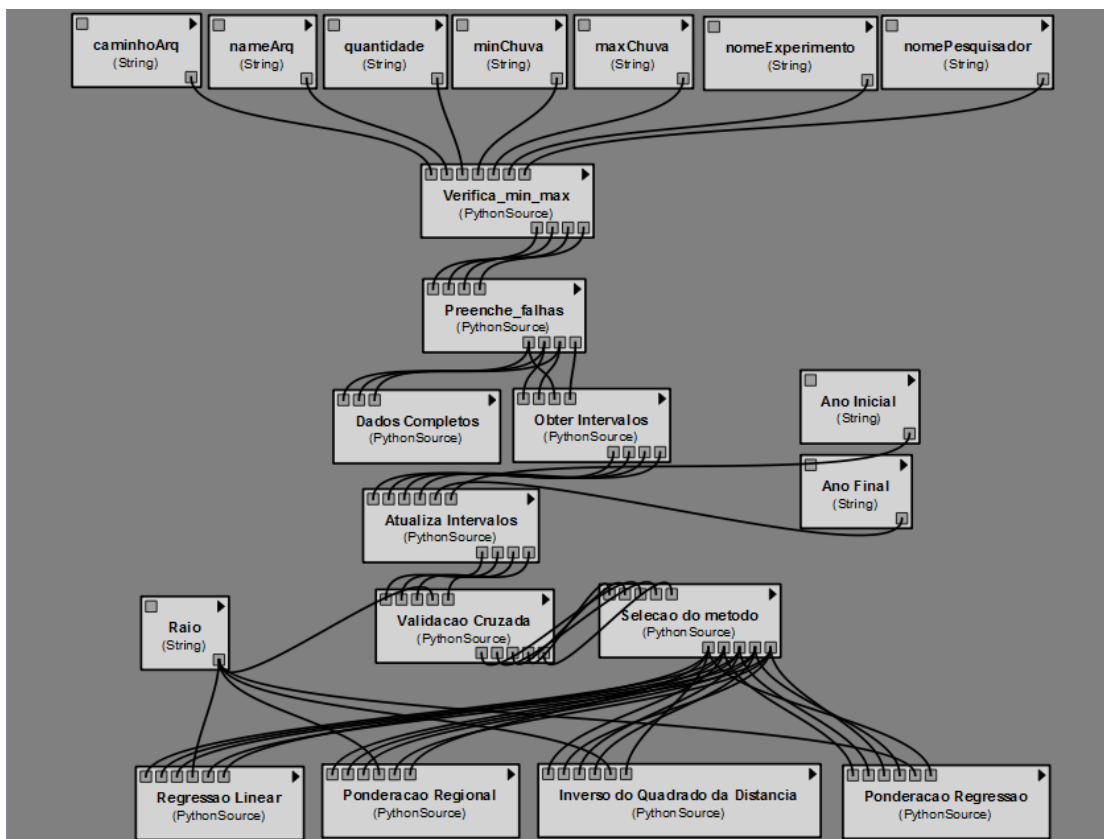 caminhoArq
(String)
nameArq
(String)
quantidade
(String)
minChuva
(String)
maxChuva
(String)
nomeExperimento
(String)
nomePesquisador
(String)
Verifica_min_max
(PythonSource)
Preenche_falhas
(PythonSource)
Dados Completos
(PythonSource)
Obter Intervalos
(PythonSource)
Ano Inicial
(String)
Ano Final
(String)
Atualiza Intervalos
(PythonSource)
Validacao Cruzada
(PythonSource)
Selecao do metodo
(PythonSource)
Raio
(String)
Regressao Linear
(PythonSource)
Ponderacao Regional
(PythonSource)
Inverso do Quadrado da Distancia
(PythonSource)
Ponderacao Regressao
(PythonSource)